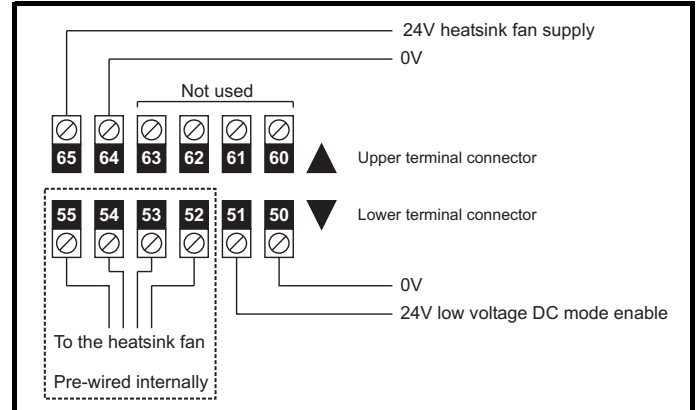 24V heatsink fan supply
0V
Not used
65 64 63 62 61 60
Upper terminal connector
55 54 53 52 51 50
Lower terminal connector
0V
24V low voltage DC mode enable
To the heatsink fan
Pre-wired internally